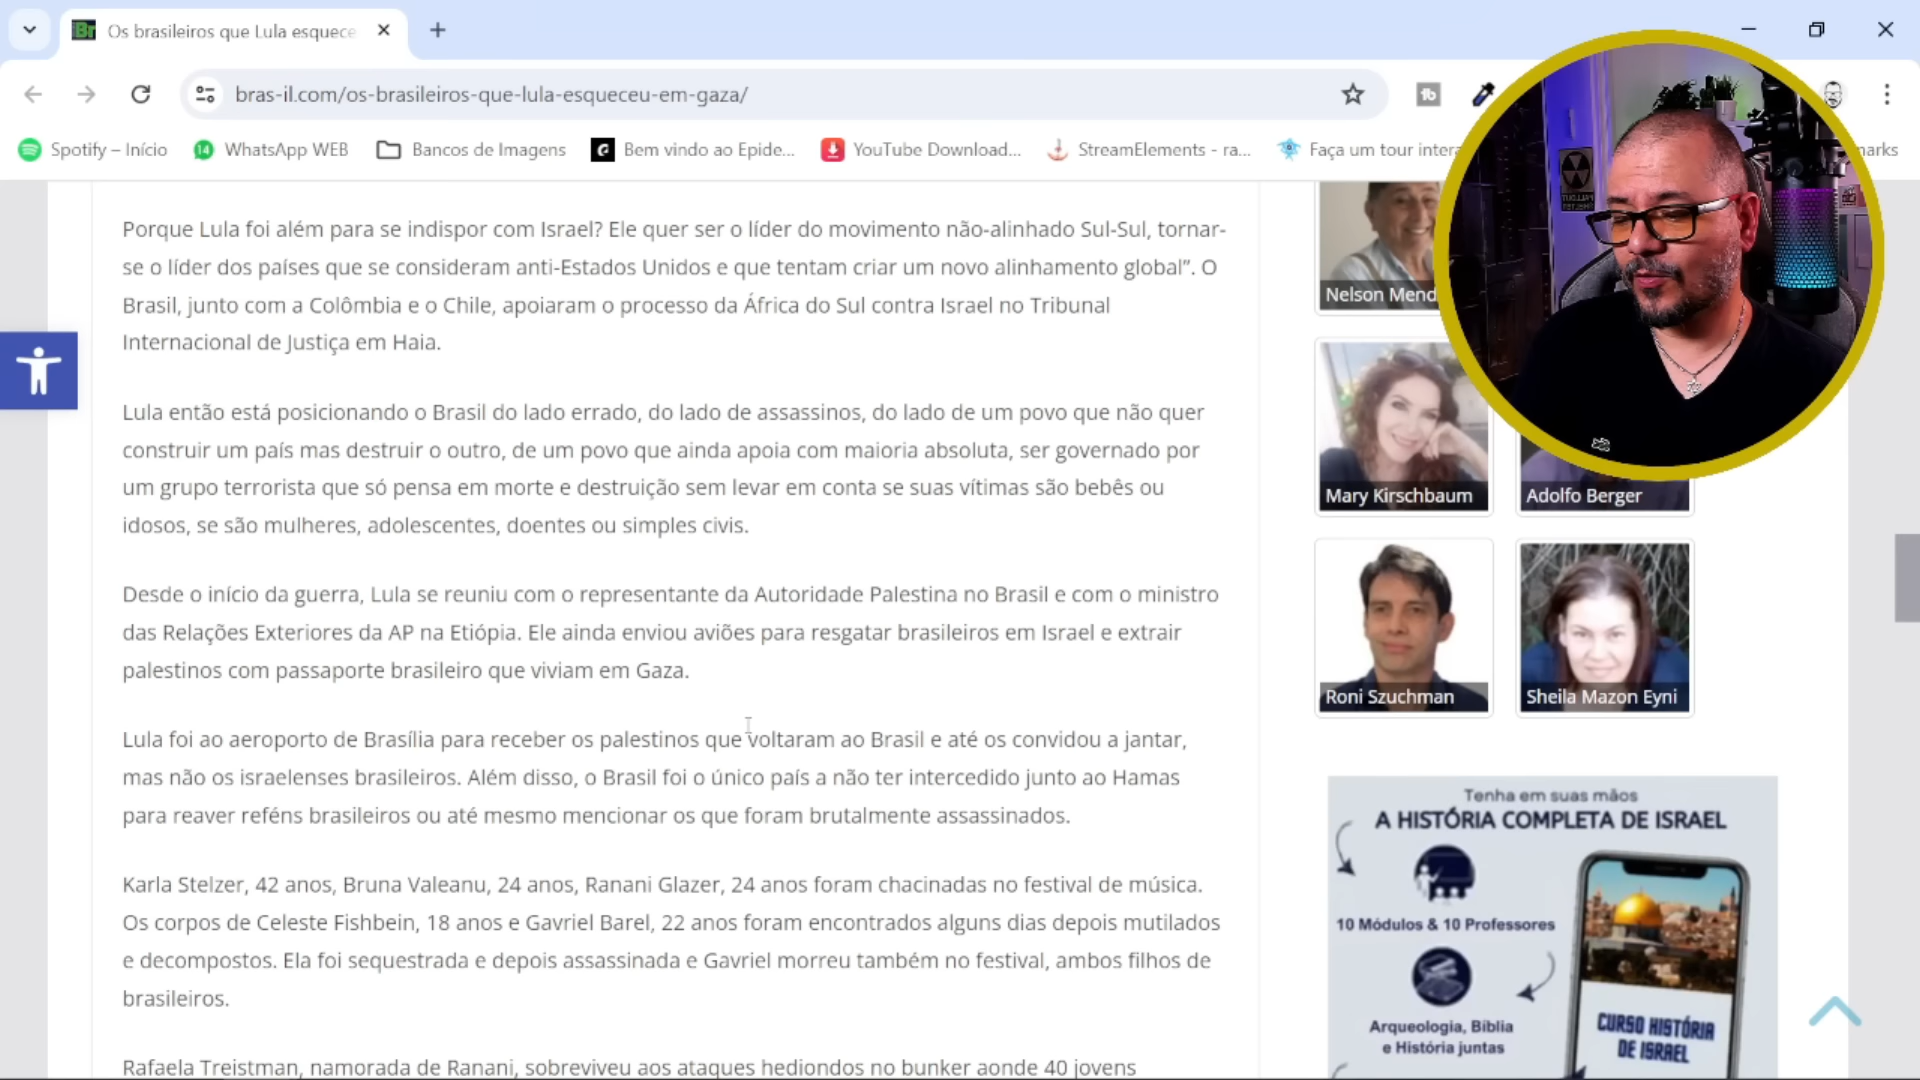 Os brasileiros que Lula esquece
bras-il.com/os-brasileiros-que-lula-esqueceu-em-gaza/
Spotify – Início
14
WhatsApp WEB
Bancos de Imagens
Bem vindo ao Epide...
YouTube Download...
StreamElements - ra...
Faça um tour intera
Porque Lula foi além para se indispor com Israel? Ele quer ser o líder do movimento não-alinhado Sul-Sul, tornar-
se o líder dos países que se consideram anti-Estados Unidos e que tentam criar um novo alinhamento global”. O
Brasil, junto com a Colômbia e o Chile, apoiaram o processo da África do Sul contra Israel no Tribunal
Internacional de Justiça em Haia.
Lula então está posicionando o Brasil do lado errado, do lado de assassinos, do lado de um povo que não quer
construir um país mas destruir o outro, de um povo que ainda apoia com maioria absoluta, ser governado por
um grupo terrorista que só pensa em morte e destruição sem levar em conta se suas vítimas são bebês ou
idosos, se são mulheres, adolescentes, doentes ou simples civis.
Desde o início da guerra, Lula se reuniu com o representante da Autoridade Palestina no Brasil e com o ministro
das Relações Exteriores da AP na Etiópia. Ele ainda enviou aviões para resgatar brasileiros em Israel e extrair
palestinos com passaporte brasileiro que viviam em Gaza.
Lula foi ao aeroporto de Brasília para receber os palestinos que voltaram ao Brasil e até os convidou a jantar,
mas não os israelenses brasileiros. Além disso, o Brasil foi o único país a não ter intercedido junto ao Hamas
para reaver reféns brasileiros ou até mesmo mencionar os que foram brutalmente assassinados.
Karla Stelzer, 42 anos, Bruna Valeanu, 24 anos, Ranani Glazer, 24 anos foram chacinadas no festival de música.
Os corpos de Celeste Fishbein, 18 anos e Gavriel Barel, 22 anos foram encontrados alguns dias depois mutilados
e decompostos. Ela foi sequestrada e depois assassinada e Gavriel morreu também no festival, ambos filhos de
brasileiros.
Rafaela Treistman, namorada de Ranani, sobreviveu aos ataques hediondos no bunker aonde 40 jovens
Nelson Mend
Mary Kirschbaum
Adolfo Berger
Roni Szuchman
Sheila Mazon Eyni
Tenha em suas mãos
A HISTÓRIA COMPLETA DE ISRAEL
10 Módulos & 10 Professores
Arqueologia, Bíblia
e História juntas
CURSO HISTÓRIA
DE ISRAEL